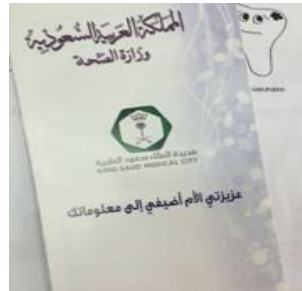 المملكة العربية السعودية
وزارة الصحة
مدينة الملك سعود الطبية
KING SAUD MEDICAL CITY
عزيزتي الأم أضيفي إلى معلوماتك